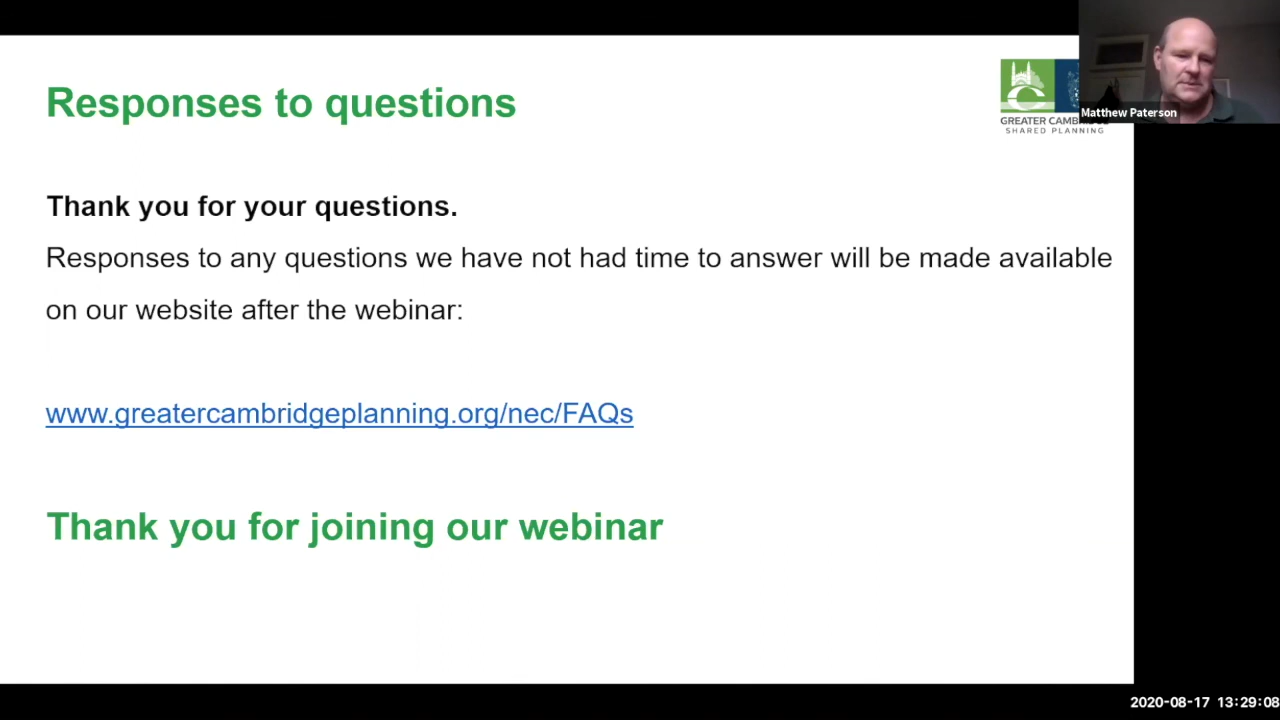 Responses to questions
GREATER CAMBRIDGE
SHARED PLANNING
Matthew Paterson
Thank you for your questions.
Responses to any questions we have not had time to answer will be made available
on our website after the webinar:
www.greatercambridgeplanning.org/nec/FAQs
Thank you for joining our webinar
2020-08-17 13:29:08